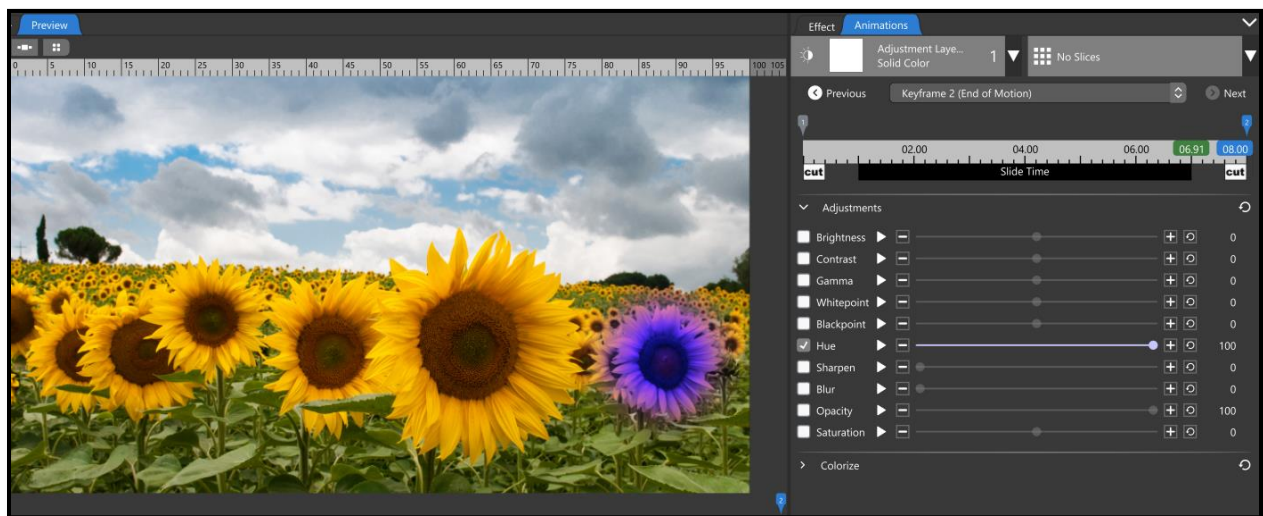 Preview
0 5 10 15 20 25 30 35 40 45 50 55 60 65 70 75 80 85 90 95 100 105
Effect Animations
Adjustment Laye...
Solid Color
1
No Slices
Previous Keyframe 2 (End of Motion) Next
1 2
02.00 04.00 06.00 06.91 08.00
cut Slide Time cut
Adjustments
Brightness 0
Contrast 0
Gamma 0
Whitepoint 0
Blackpoint 0
Hue 100
Sharpen 0
Blur 0
Opacity 100
Saturation 0
Colorize
2